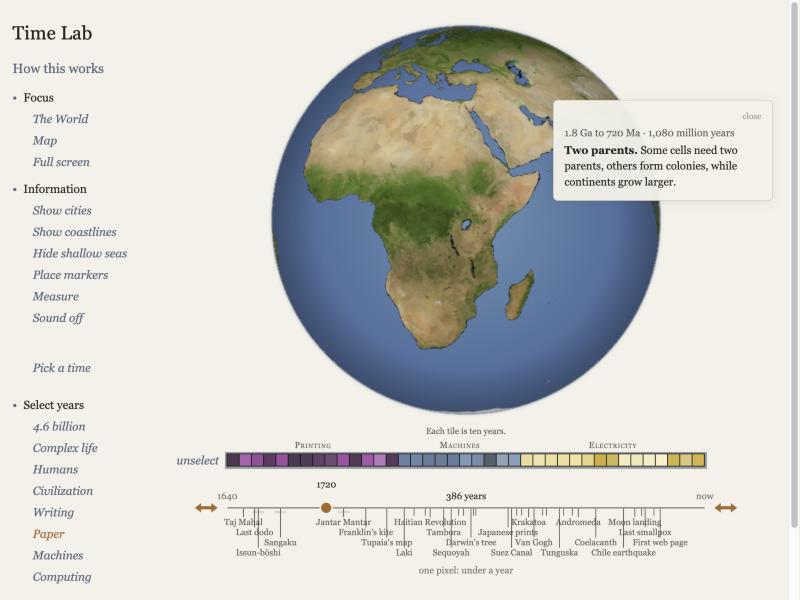 Time Lab
How this works
• Focus
The World
Map
Full screen
• Information
Show cities
Show coastlines
Hide shallow seas
Place markers
Measure
Sound off
Pick a time
• Select years
4.6 billion
Complex life
Humans
Civilization
Writing
Paper
Machines
Computing
close
1.8 Ga to 720 Ma · 1,080 million years
Two parents. Some cells need two
parents, others form colonies, while
continents grow larger.
Each tile is ten years.
Printing Machines Electricity
unselect
1720
1640 386 years now
Taj Mahal Jantar Mantar Haitian Revolution Krakatoa Andromeda Moon landing
Last dodo Franklin's kite Tambora Japanese prints Last smallpox
Sangaku Tupaia's map Darwin's tree Van Gogh Coelacanth First web page
Issun-bōshi Laki Sequoyah Suez Canal Tunguska Chile earthquake
one pixel: under a year